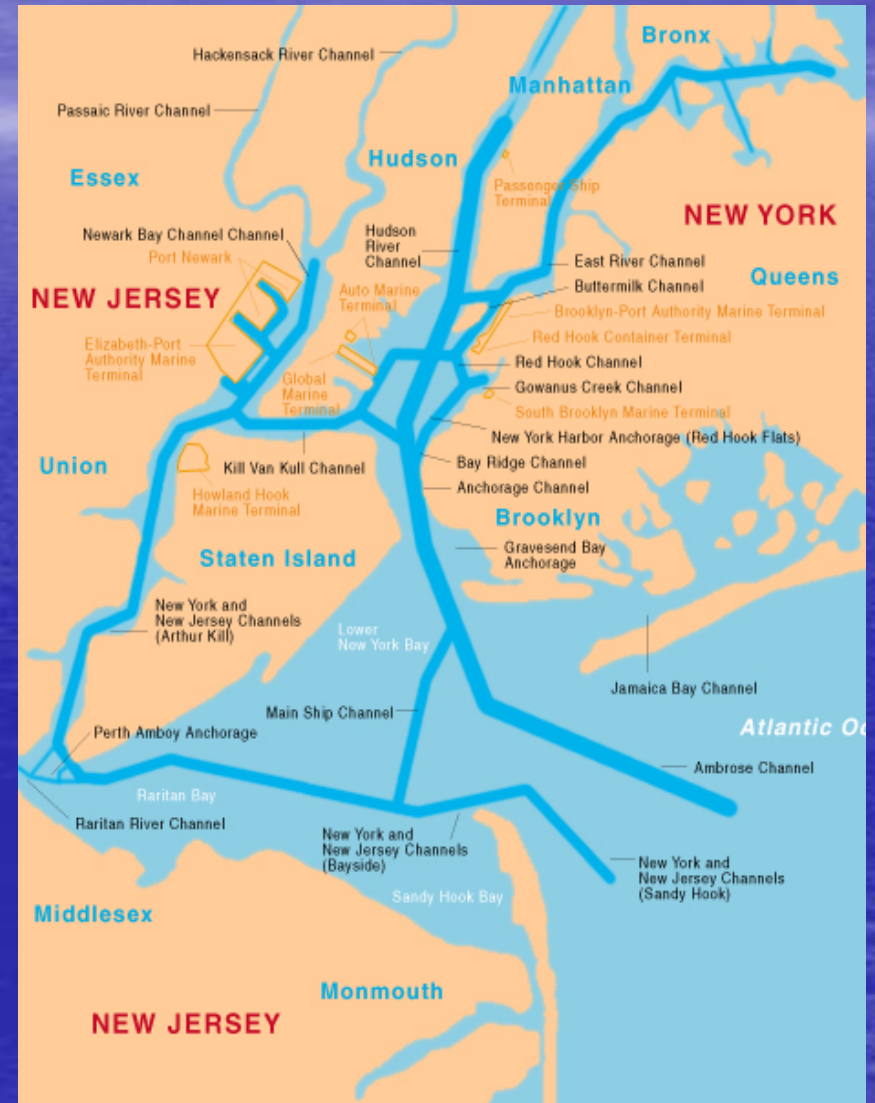 Bronx
Hackensack River Channel
Manhattan
Passaic River Channel
Hudson
Essex
Passenger Ship
Terminal
NEW YORK
Newark Bay Channel Channel
Hudson
River
Channel
Port Newark
East River Channel
Queens
Buttermilk Channel
NEW JERSEY
Auto Marine
Terminal
Brooklyn-Port Authority Marine Terminal
Red Hook Container Terminal
Elizabeth-Port
Authority Marine
Terminal
Red Hook Channel
Global
Marine
Terminal
Gowanus Creek Channel
South Brooklyn Marine Terminal
New York Harbor Anchorage (Red Hook Flats)
Union
Kill Van Kull Channel
Bay Ridge Channel
Anchorage Channel
Howland Hook
Marine Terminal
Brooklyn
Staten Island
Gravesend Bay
Anchorage
New York and
New Jersey Channels
(Arthur Kill)
Lower
New York Bay
Jamaica Bay Channel
Main Ship Channel
Atlantic Oc
Perth Amboy Anchorage
Ambrose Channel
Raritan Bay
Raritan River Channel
New York and
New Jersey Channels
(Bayside)
New York and
New Jersey Channels
(Sandy Hook)
Sandy Hook Bay
Middlesex
Monmouth
NEW JERSEY